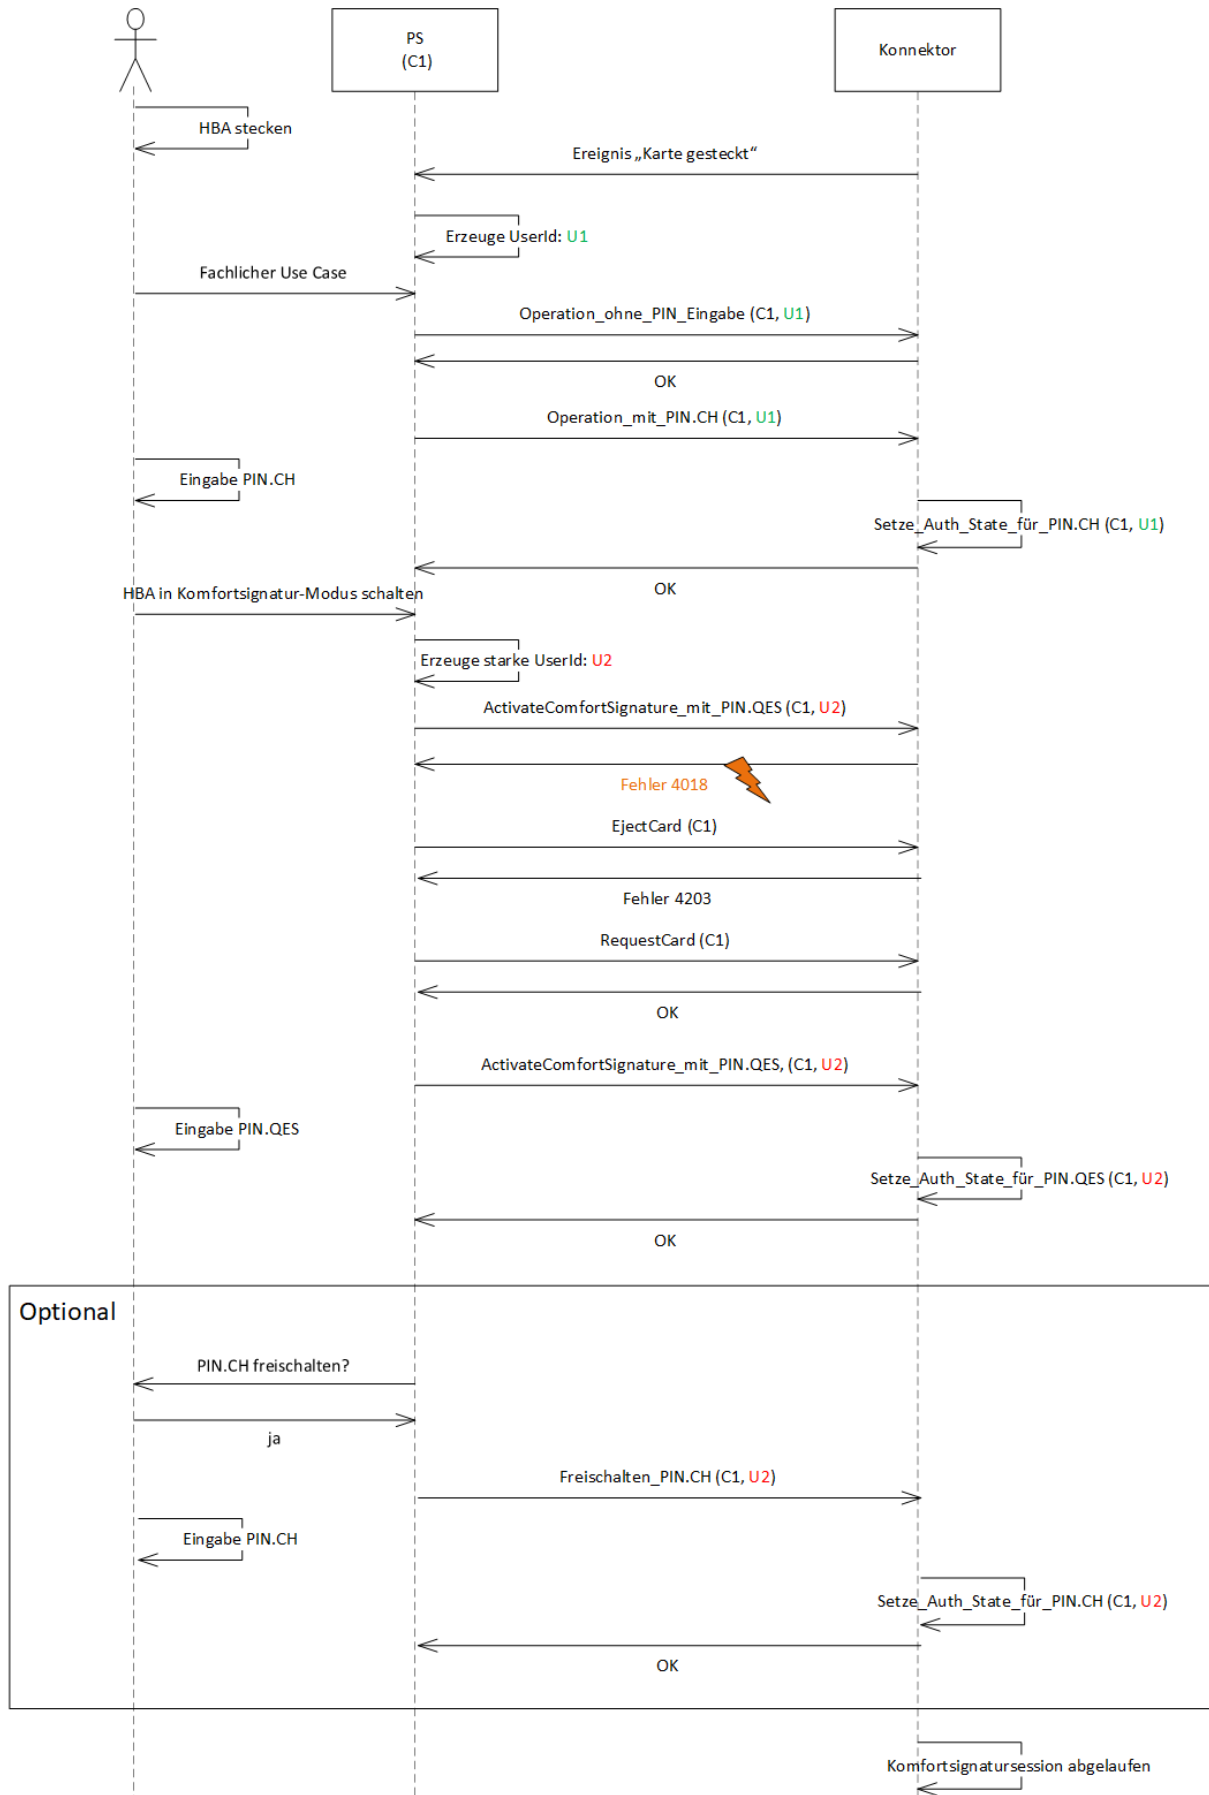 PS
(C1)
Konnektor
HBA stecken
Ereignis „Karte gesteckt“
Erzeuge UserId: U1
Fachlicher Use Case
Operation_ohne_PIN_Eingabe (C1, U1)
OK
Operation_mit_PIN.CH (C1, U1)
Eingabe PIN.CH
Setze_Auth_State_für_PIN.CH (C1, U1)
OK
HBA in Komfortsignatur-Modus schalten
Erzeuge starke UserId: U2
ActivateComfortSignature_mit_PIN.QES (C1, U2)
Fehler 4018
EjectCard (C1)
Fehler 4203
RequestCard (C1)
OK
ActivateComfortSignature_mit_PIN.QES, (C1, U2)
Eingabe PIN.QES
Setze_Auth_State_für_PIN.QES (C1, U2)
OK
Optional
PIN.CH freischalten?
ja
Freischalten_PIN.CH (C1, U2)
Eingabe PIN.CH
Setze_Auth_State_für_PIN.CH (C1, U2)
OK
Komfortsignatursession abgelaufen